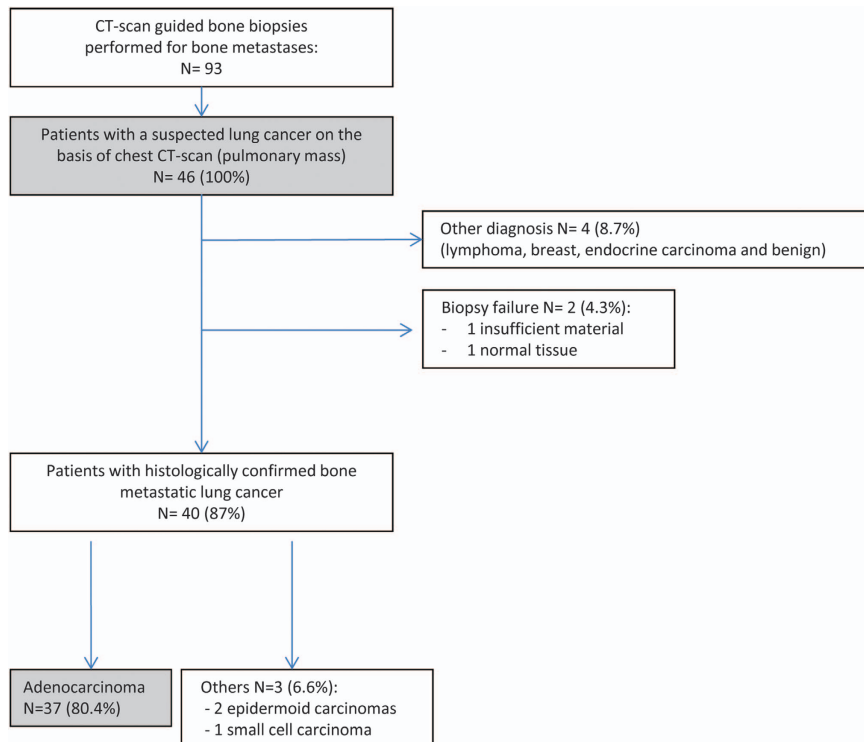 CT-scan guided bone biopsies
performed for bone metastases:
N= 93
Patients with a suspected lung cancer on the
basis of chest CT-scan (pulmonary mass)
N= 46 (100%)
Other diagnosis N= 4 (8.7%)
(lymphoma, breast, endocrine carcinoma and benign)
Biopsy failure N= 2 (4.3%):
- 1 insufficient material
- 1 normal tissue
Patients with histologically confirmed bone
metastatic lung cancer
N= 40 (87%)
Adenocarcinoma
N=37 (80.4%)
Others N=3 (6.6%):
- 2 epidermoid carcinomas
- 1 small cell carcinoma